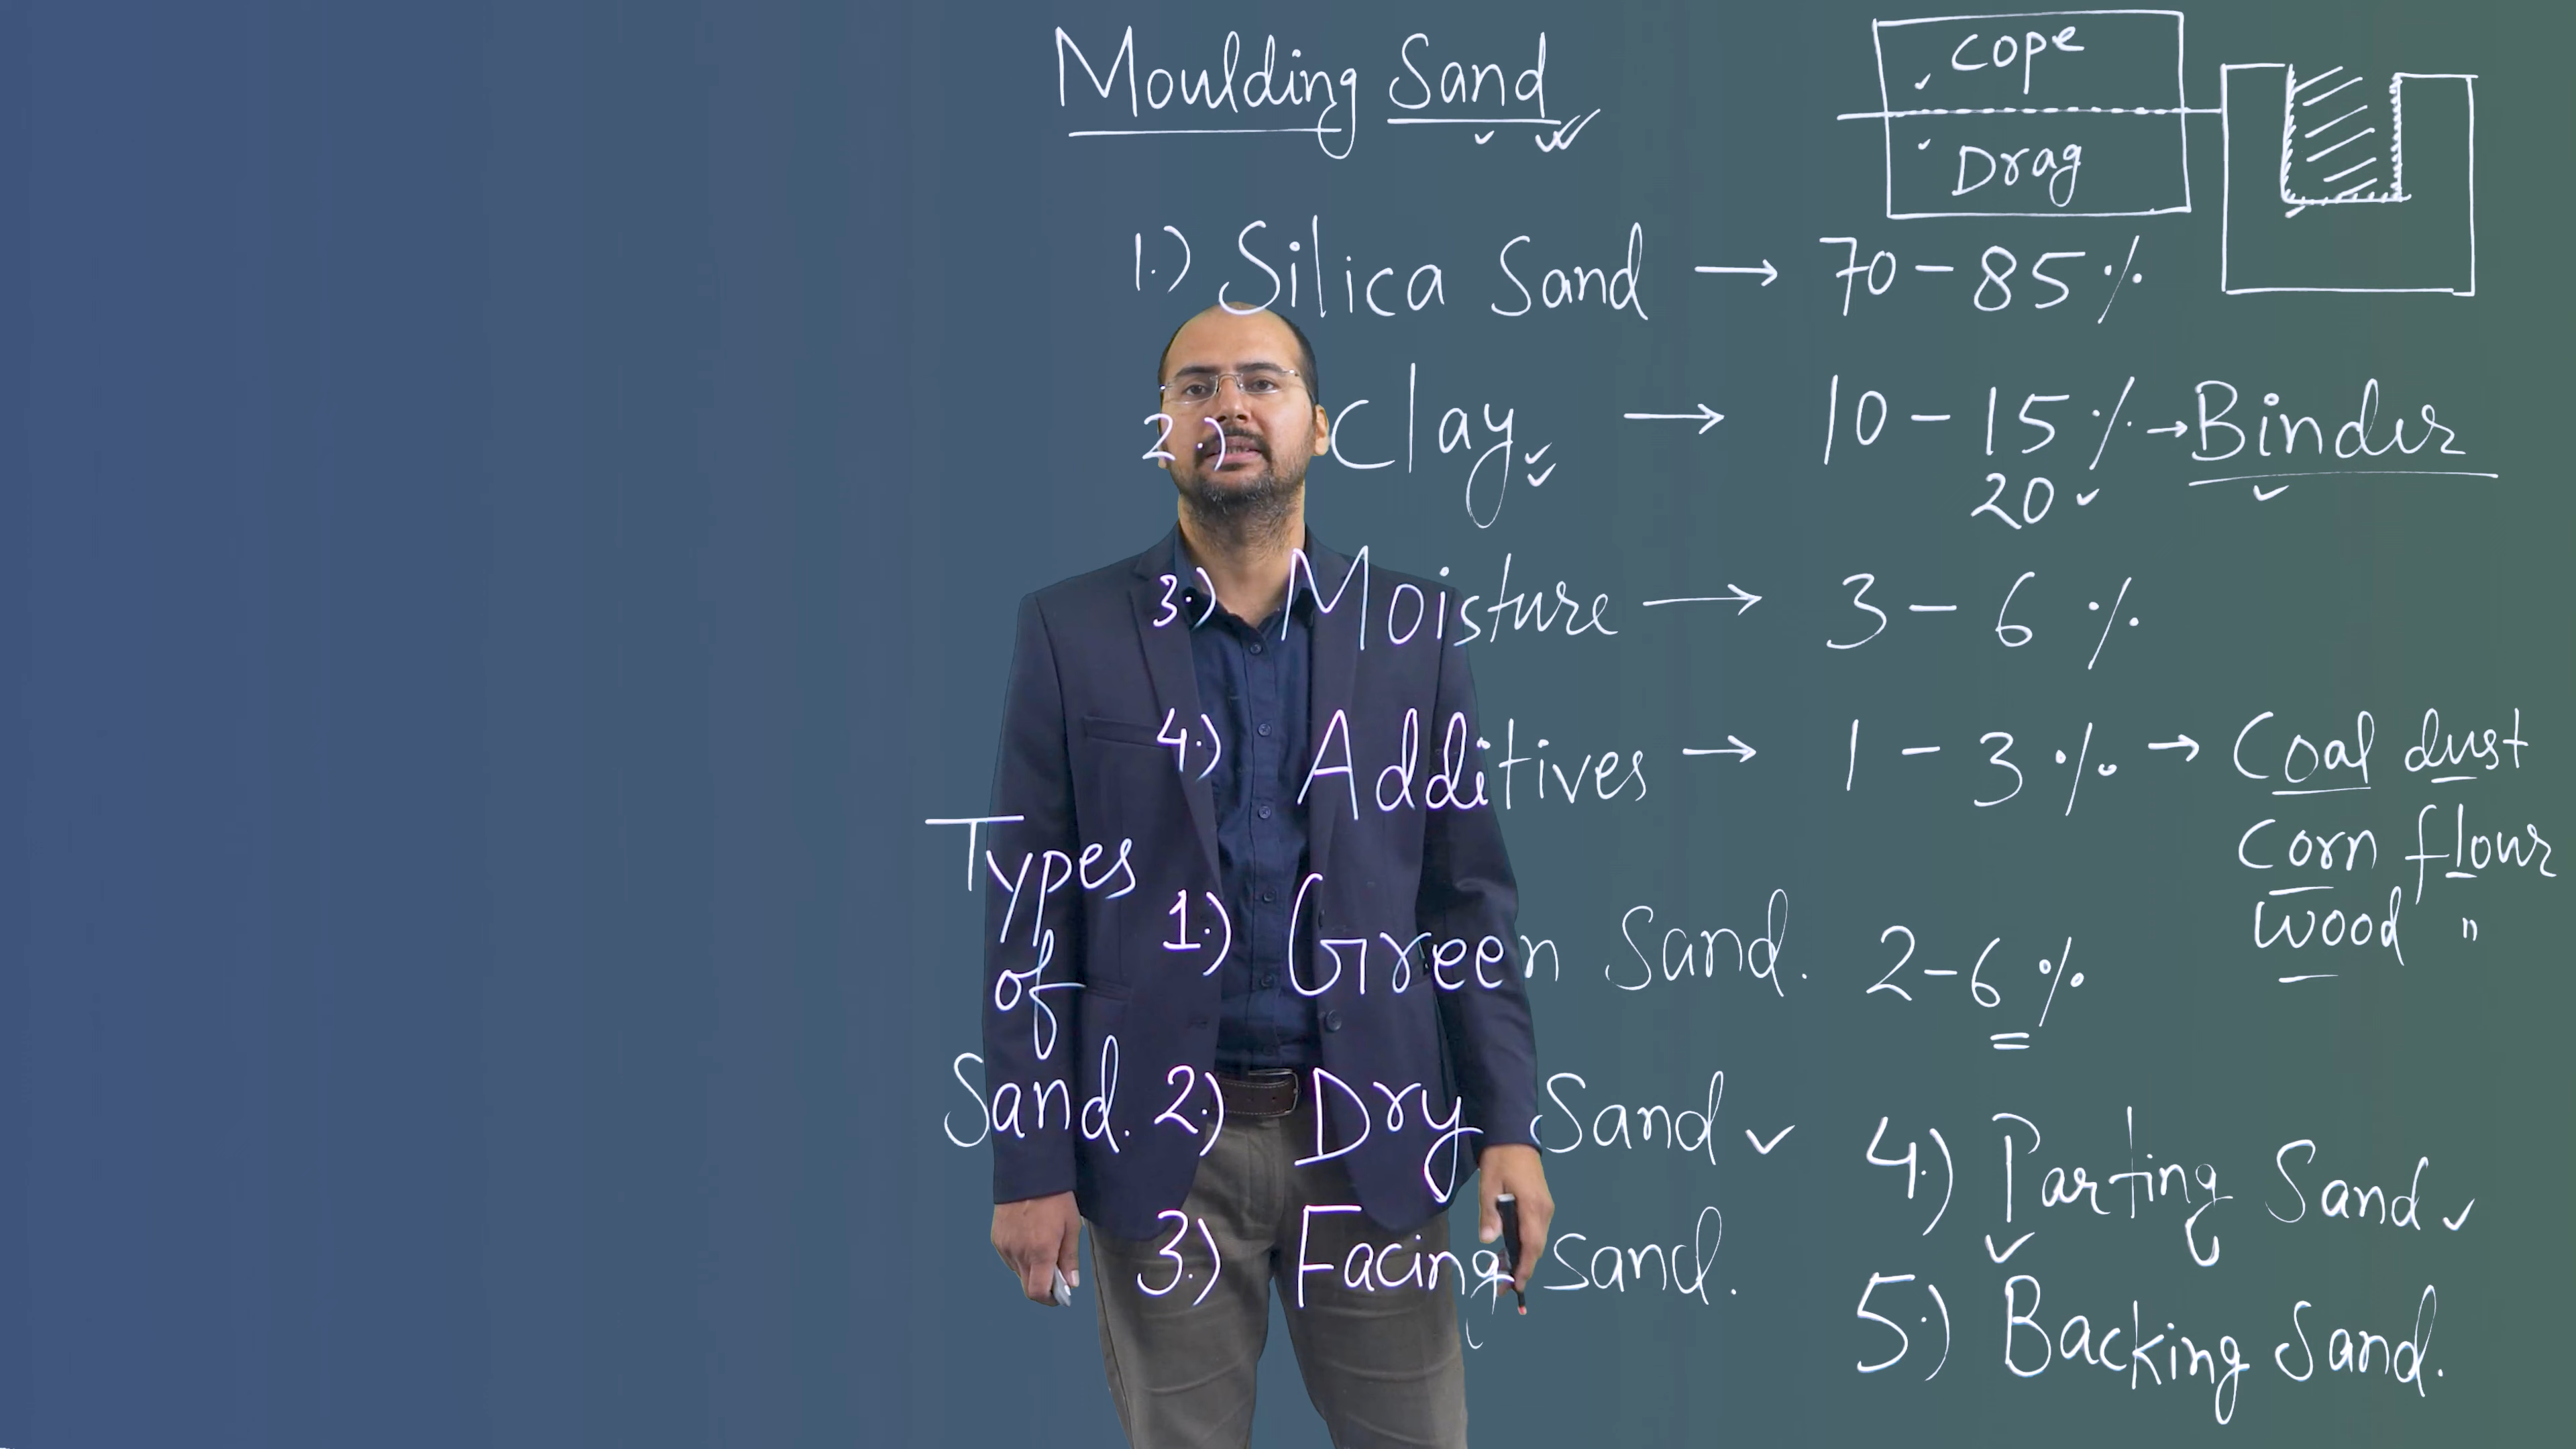 Moulding Sand
Cope
Drag
1.) Silica Sand → 70 - 85 %
2.) Clay → 10 - 15 % → Binder
20
3.) Moisture → 3 - 6 %
4.) Additives → 1 - 3 % → Coal dust
Corn flour
Wood "
Types of Sand.
1.) Green Sand. 2-6 %
2.) Dry Sand
3.) Facing Sand.
4.) Parting Sand
5.) Backing Sand.